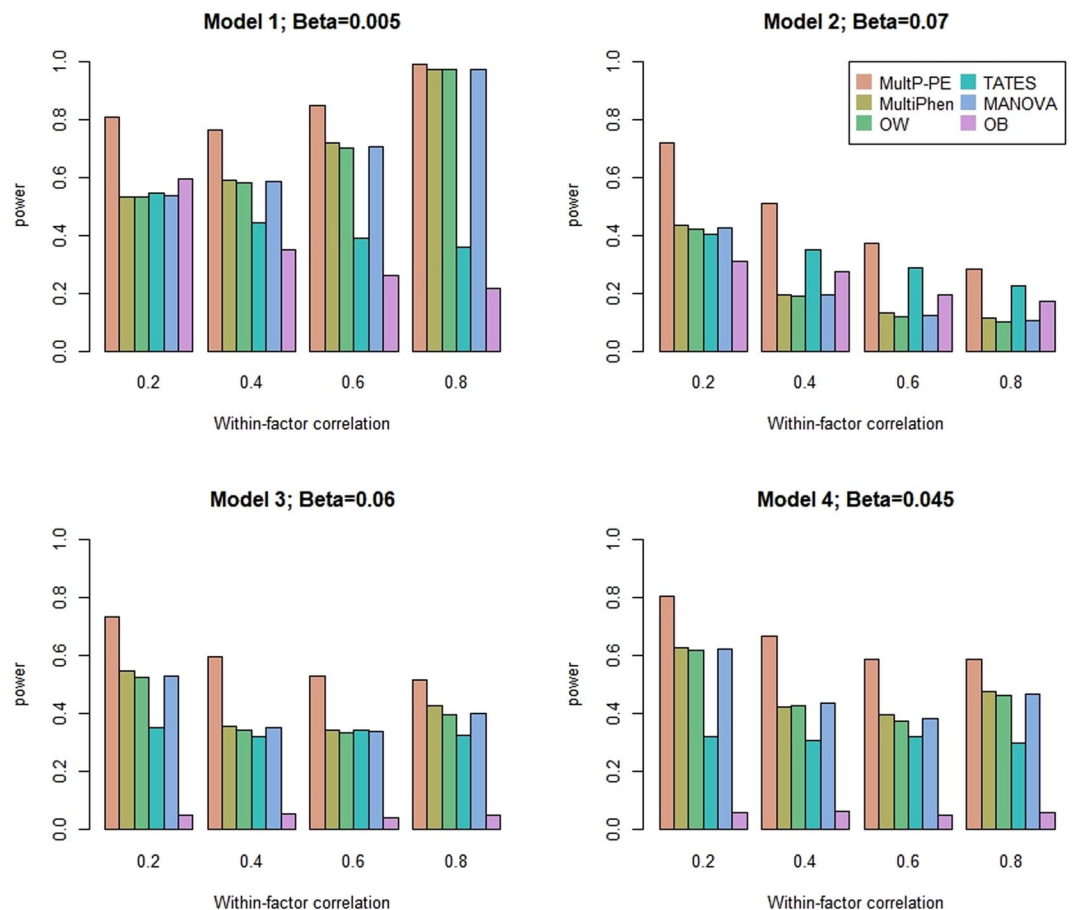 Model 1; Beta=0.005
power
0.0 0.2 0.4 0.6 0.8 1.0
0.2 0.4 0.6 0.8
Within-factor correlation
Model 2; Beta=0.07
power
0.0 0.2 0.4 0.6 0.8 1.0
MultP-PE TATES
MultiPhen MANOVA
OW OB
0.2 0.4 0.6 0.8
Within-factor correlation
Model 3; Beta=0.06
power
0.0 0.2 0.4 0.6 0.8 1.0
0.2 0.4 0.6 0.8
Within-factor correlation
Model 4; Beta=0.045
power
0.0 0.2 0.4 0.6 0.8 1.0
0.2 0.4 0.6 0.8
Within-factor correlation